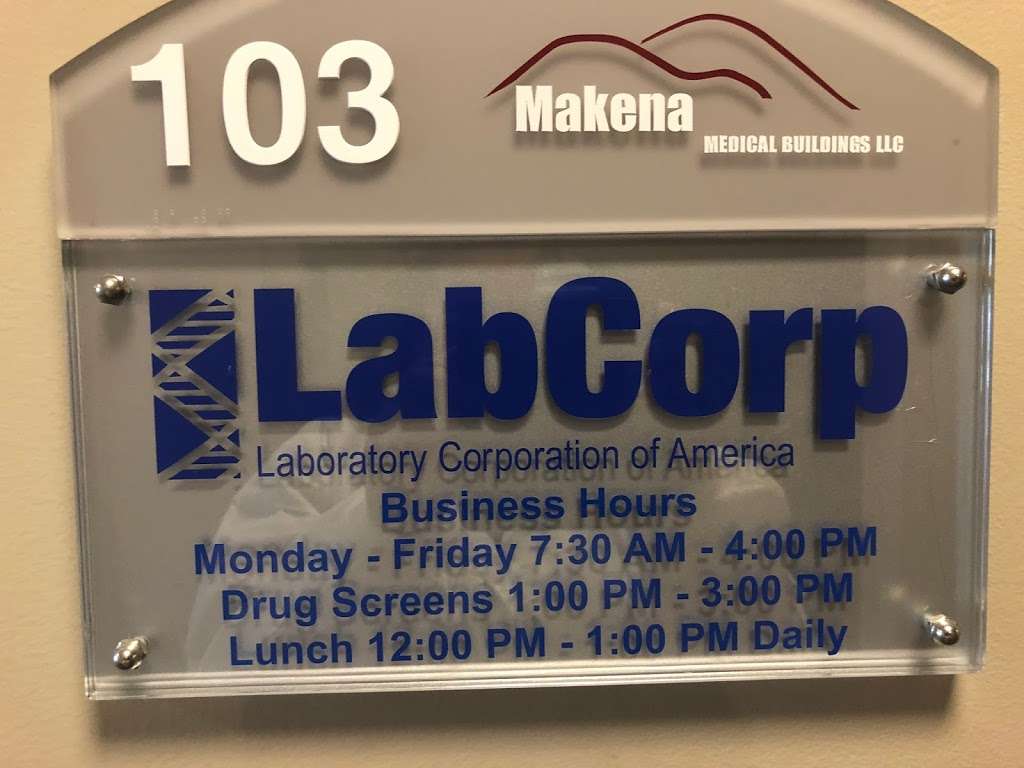 103
Makena
MEDICAL BUILDINGS LLC
LabCorp
Laboratory Corporation of America
Business Hours
Monday - Friday 7:30 AM - 4:00 PM
Drug Screens 1:00 PM - 3:00 PM
Lunch 12:00 PM - 1:00 PM Daily